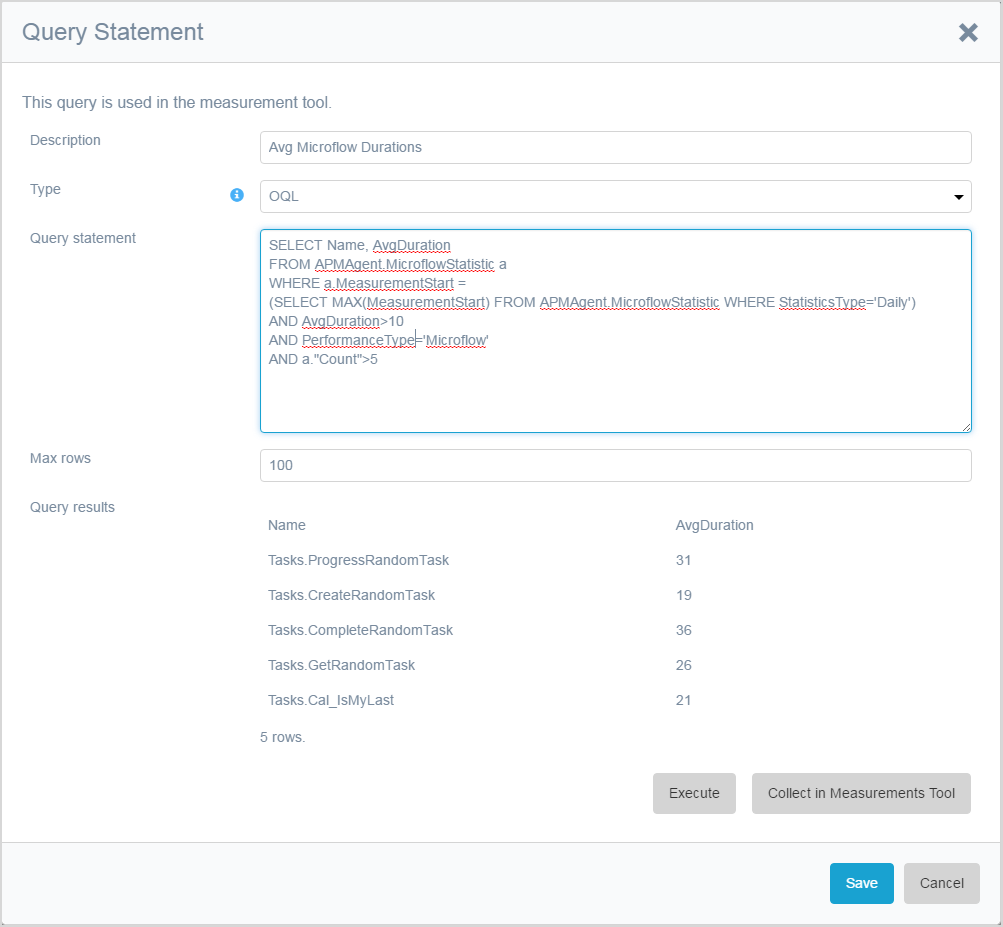 Query Statement
This query is used in the measurement tool.
Description
Avg Microflow Durations
Type
OQL
Query statement
SELECT Name, AvgDuration
FROM APMAgent.MicroflowStatistic a
WHERE a.MeasurementStart =
(SELECT MAX(MeasurementStart) FROM APMAgent.MicroflowStatistic WHERE StatisticsType='Daily')
AND AvgDuration>10
AND PerformanceType='Microflow'
AND a."Count">5
Max rows
100
Query results
Name AvgDuration
Tasks.ProgressRandomTask 31
Tasks.CreateRandomTask 19
Tasks.CompleteRandomTask 36
Tasks.GetRandomTask 26
Tasks.Cal_IsMyLast 21
5 rows.
Execute Collect in Measurements Tool
Save Cancel